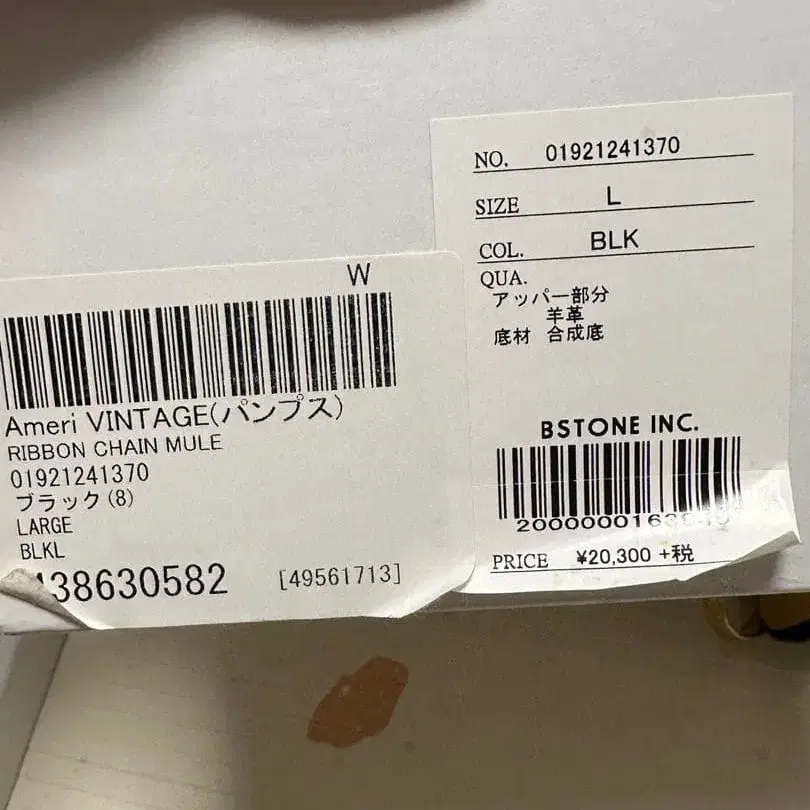 W
Ameri VINTAGE(パンプス)
RIBBON CHAIN MULE
01921241370
ブラック(8)
LARGE
BLKL
38630582 [49561713]
NO. 01921241370
SIZE L
COL. BLK
QUA.
アッパー部分
羊革
底材 合成底
BSTONE INC.
PRICE ¥20,300 +税